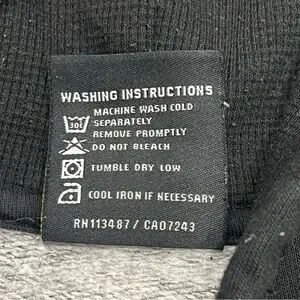 WASHING INSTRUCTIONS
MACHINE WASH COLD
30C SEPARATELY
REMOVE PROMPTLY
DO NOT BLEACH
TUMBLE DRY LOW
COOL IRON IF NECESSARY
RN113487 / CA07243